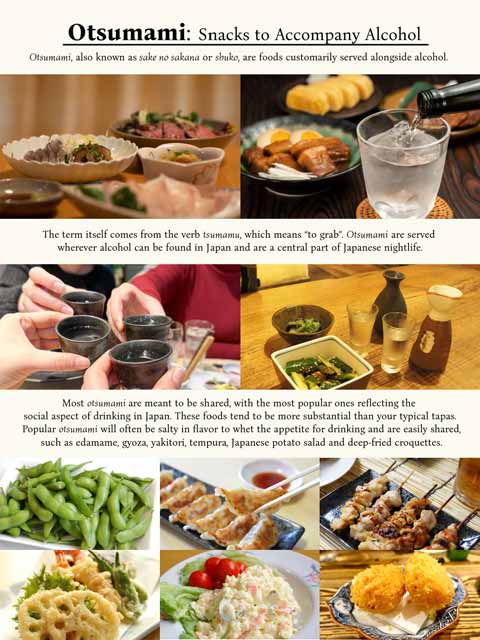 Otsumami: Snacks to Accompany Alcohol
Otsumami, also known as sake no sakana or shuko, are foods customarily served alongside alcohol.
The term itself comes from the verb tsumamu, which means "to grab". Otsumami are served
wherever alcohol can be found in Japan and are a central part of Japanese nightlife.
Most otsumami are meant to be shared, with the most popular ones reflecting the
social aspect of drinking in Japan. These foods tend to be more substantial than your typical tapas.
Popular otsumami will often be salty in flavor to whet the appetite for drinking and are easily shared,
such as edamame, gyoza, yakitori, tempura, Japanese potato salad and deep-fried croquettes.